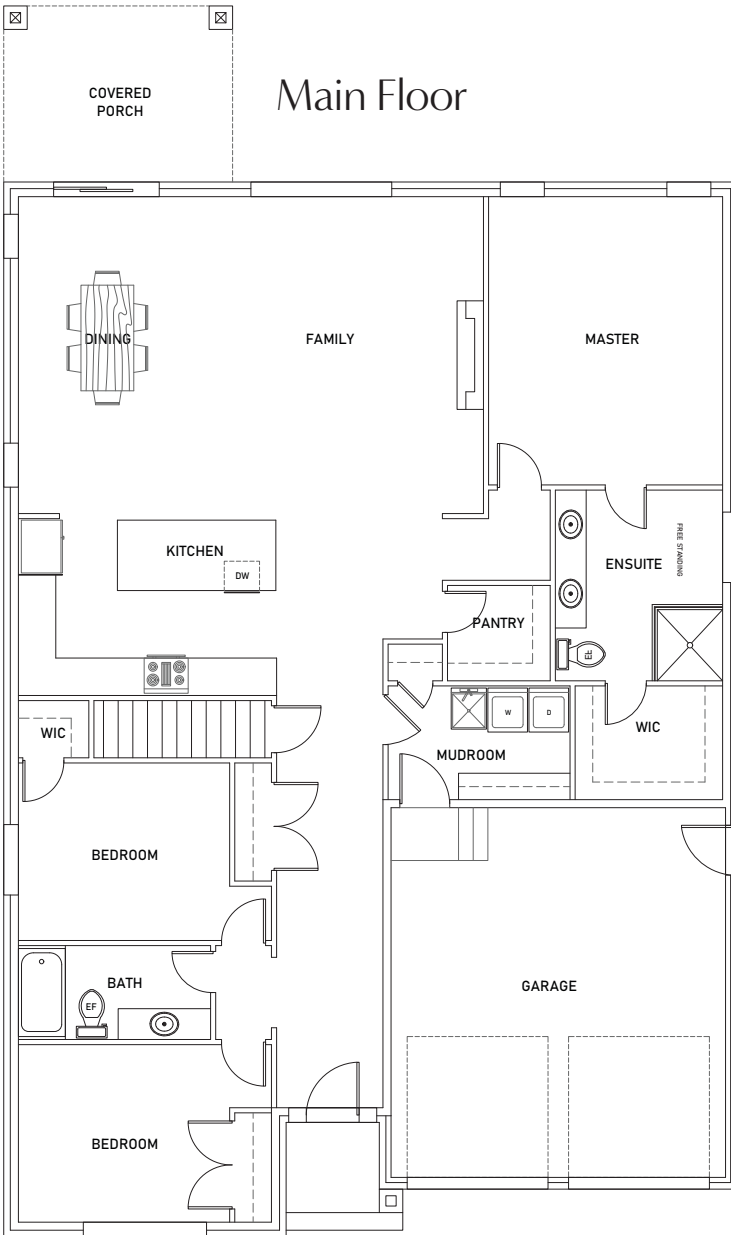 COVERED
PORCH
Main Floor
DINING
FAMILY
MASTER
KITCHEN
DW
ENSUITE
FREE STANDING
PANTRY
EF
WIC
W
D
MUDROOM
WIC
BEDROOM
BATH
EF
GARAGE
BEDROOM